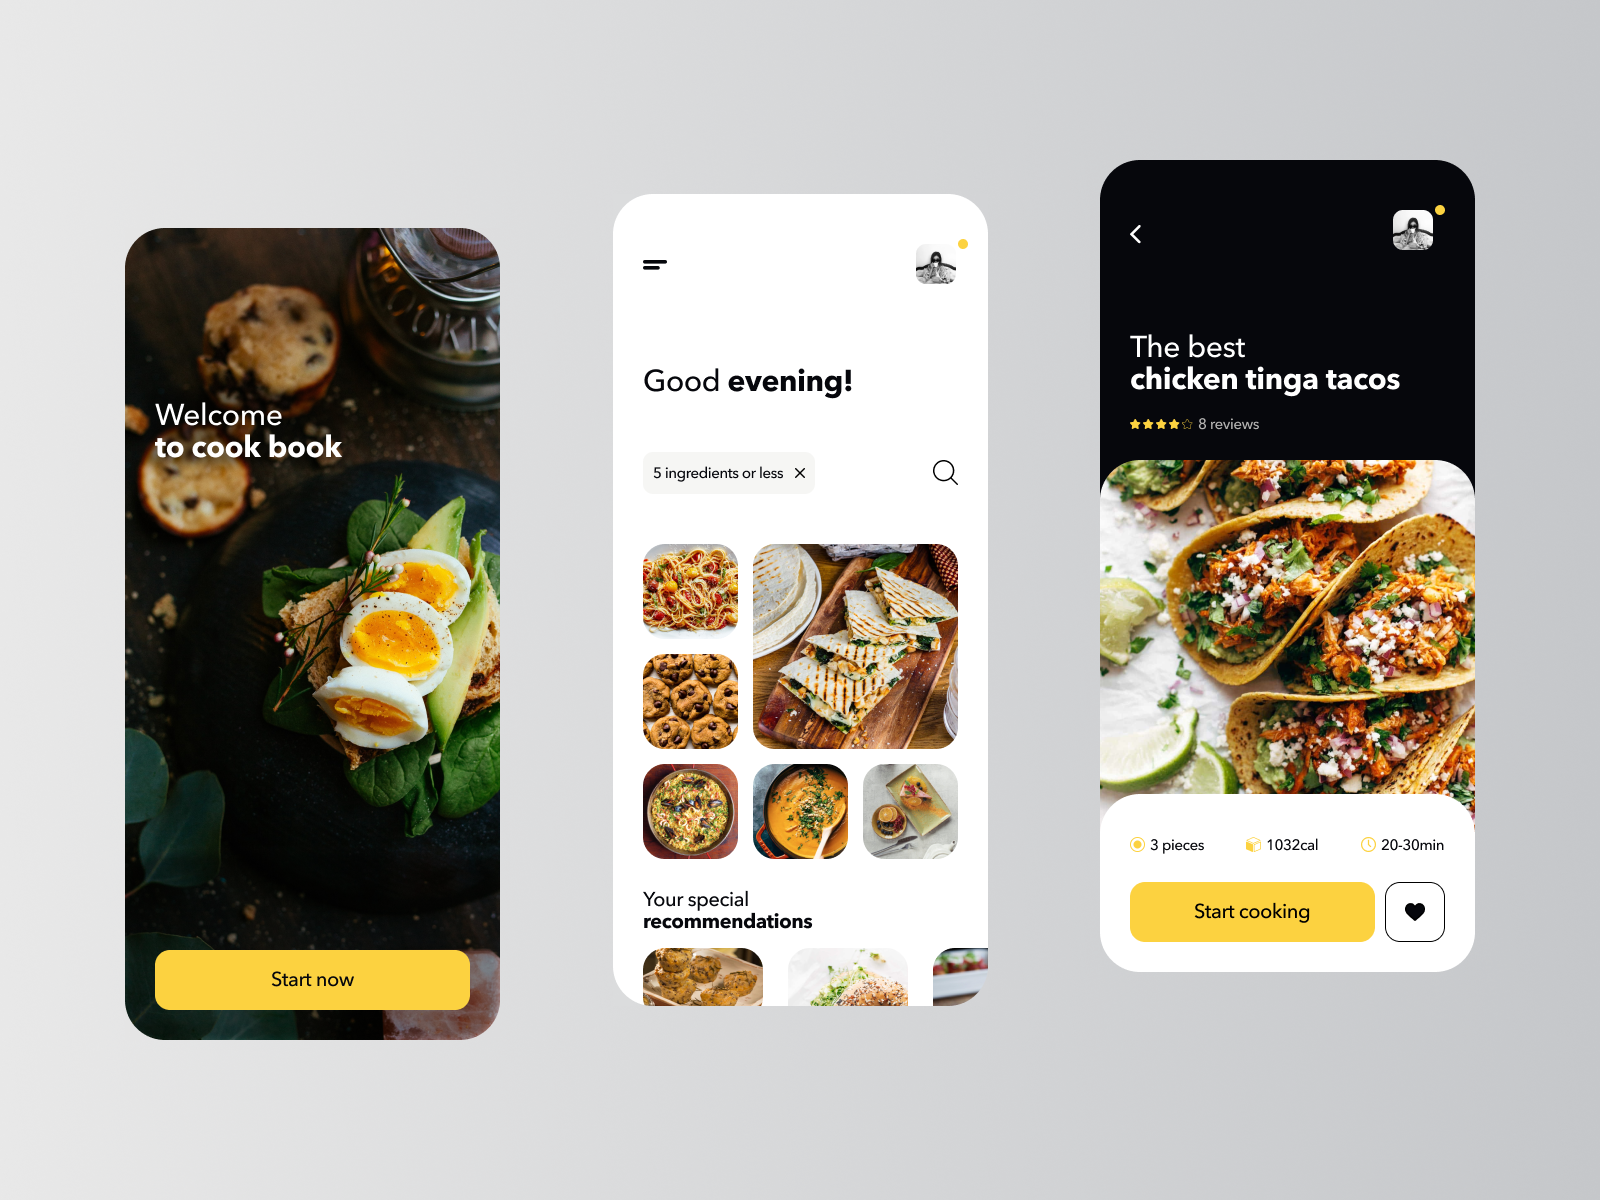 Welcome
to cook book
Start now
Good evening!
5 ingredients or less
Your special
recommendations
The best
chicken tinga tacos
8 reviews
3 pieces
1032cal
20-30min
Start cooking